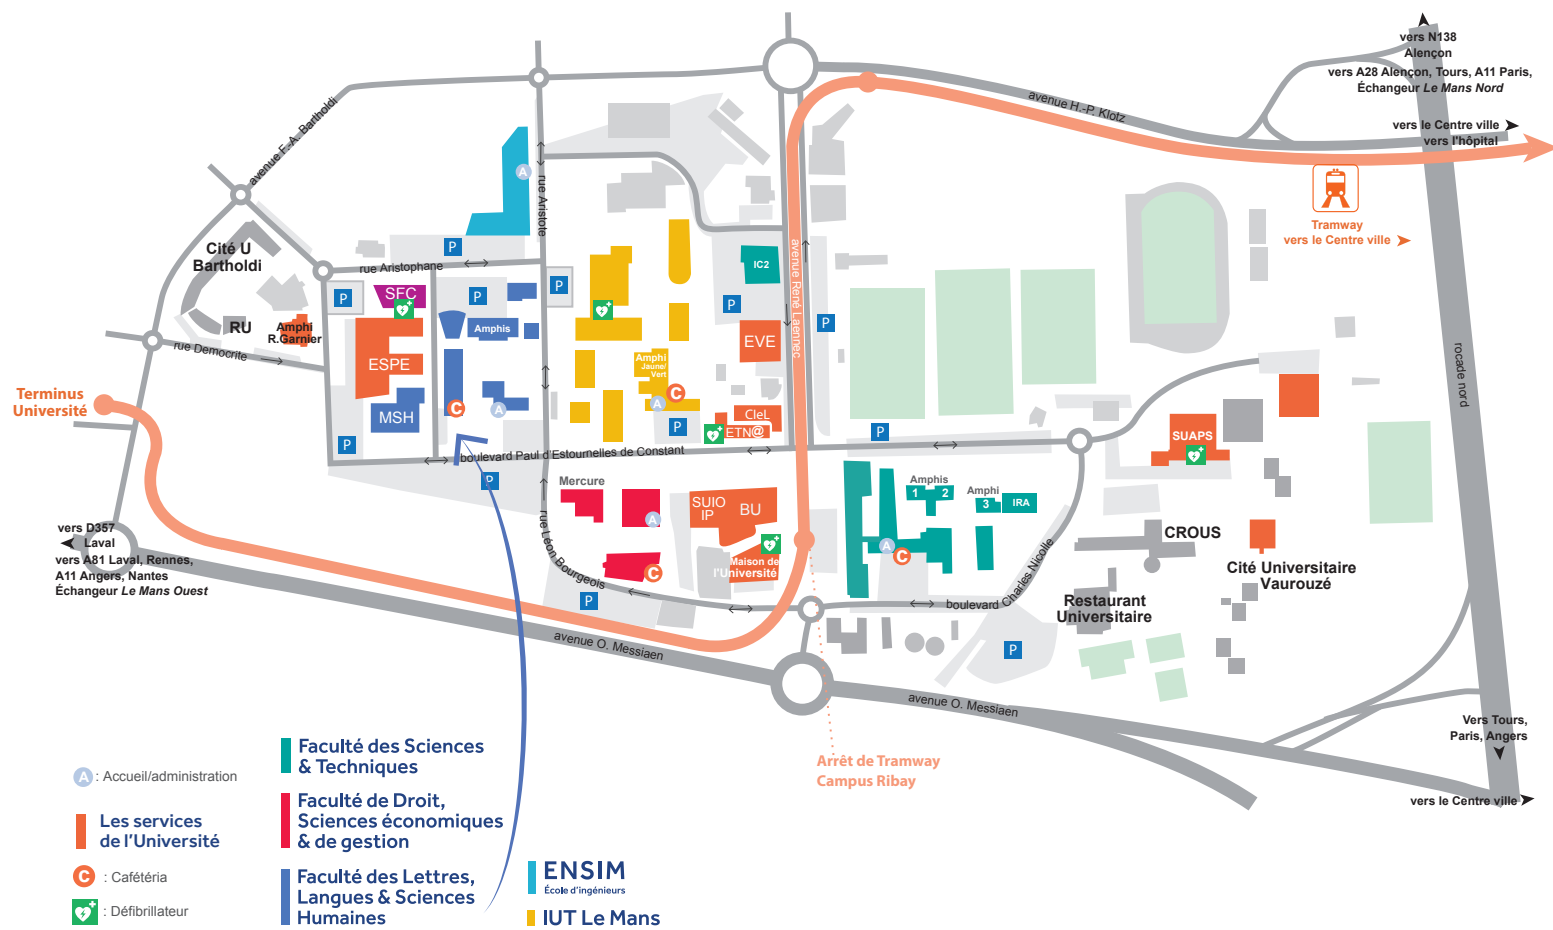 vers N138
Alençon
vers A28 Alençon, Tours, A11 Paris,
Échangeur Le Mans Nord
avenue H.-P. Klotz
vers le Centre ville
vers l'hôpital
Tramway
vers le Centre ville
avenue F.-A. Bartholdi
A
rue Aristote
Cité U
Bartholdi
P
rue Aristophane
IC2
avenue René Laennec
P
SFC
P
P
P
P
RU
Amphi
R.Garnier
Amphis
EVE
rue Democrite
ESPE
Amphi
Jaune/
Vert
rocade nord
Terminus
Université
MSH
C
A
C
A
CleL
ETN@
P
P
P
SUAPS
boulevard Paul d'Estournelles de Constant
P
Mercure
A
SUIO
IP
BU
Amphis
1
2
Amphi
3
IRA
vers D357
Laval
vers A81 Laval, Rennes,
A11 Angers, Nantes
Échangeur Le Mans Ouest
rue Léon Bourgeois
C
Maison de
l'Université
A
C
CROUS
Cité Universitaire
Vaurouzé
boulevard Charles Nicolle
Restaurant
Universitaire
P
P
avenue O. Messiaen
avenue O. Messiaen
Vers Tours,
Paris, Angers
vers le Centre ville
Arrêt de Tramway
Campus Ribay
A : Accueil/administration
Les services
de l'Université
C : Cafétéria
: Défibrillateur
Faculté des Sciences
& Techniques
Faculté de Droit,
Sciences économiques
& de gestion
Faculté des Lettres,
Langues & Sciences
Humaines
ENSIM
École d'ingénieurs
IUT Le Mans